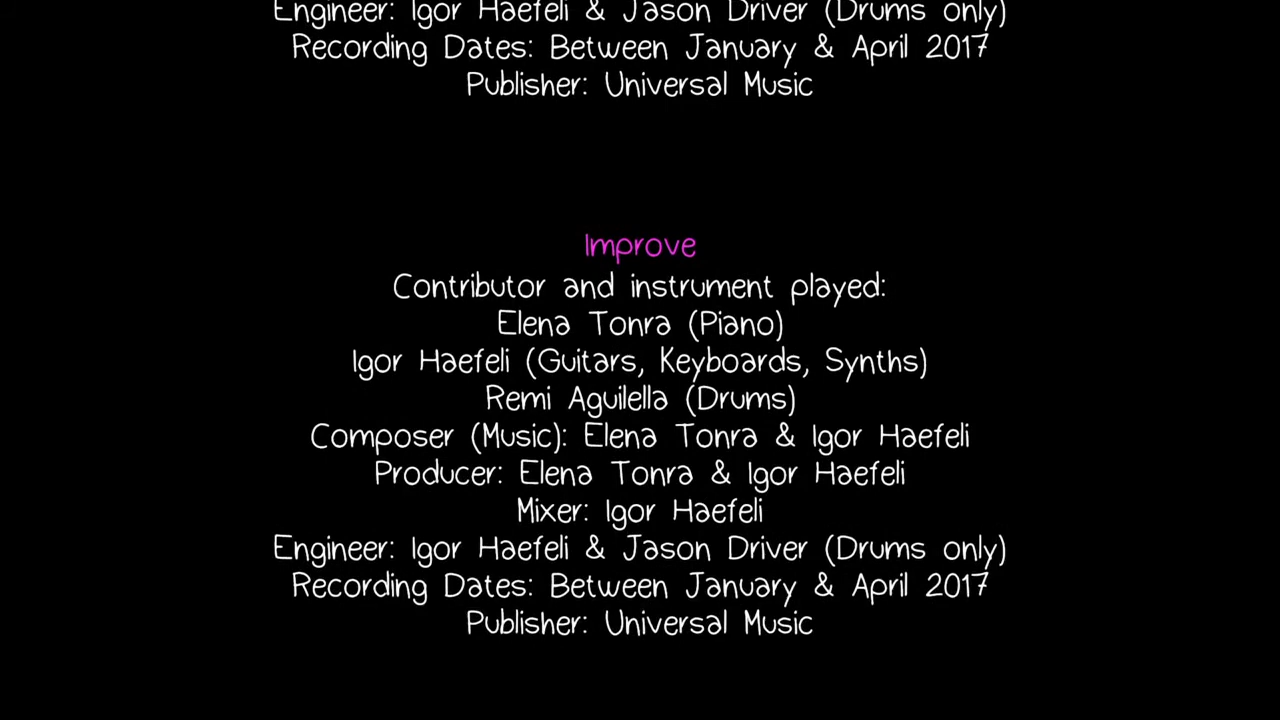 Engineer: Igor Haefeli & Jason Driver (Drums only)
Recording Dates: Between January & April 2017
Publisher: Universal Music
Improve
Contributor and instrument played:
Elena Tonra (Piano)
Igor Haefeli (Guitars, Keyboards, Synths)
Remi Aguilella (Drums)
Composer (Music): Elena Tonra & Igor Haefeli
Producer: Elena Tonra & Igor Haefeli
Mixer: Igor Haefeli
Engineer: Igor Haefeli & Jason Driver (Drums only)
Recording Dates: Between January & April 2017
Publisher: Universal Music